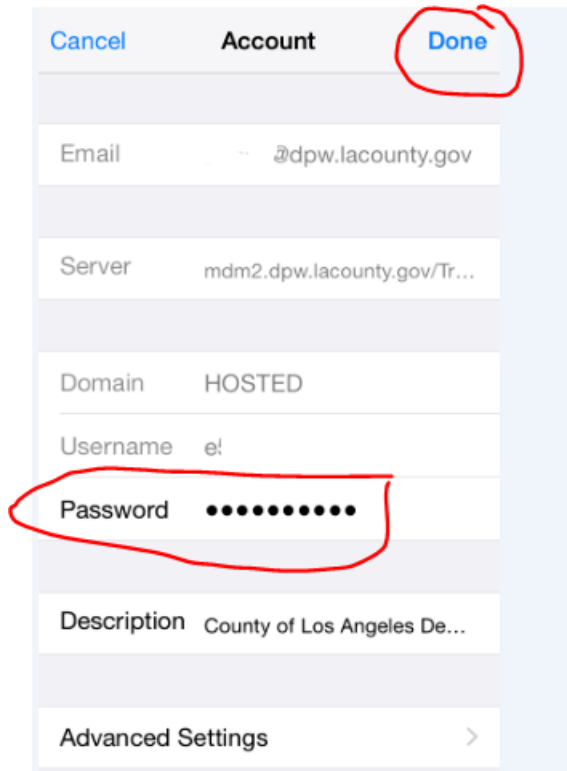 Cancel Account Done
Email @dpw.lacounty.gov
Server mdm2.dpw.lacounty.gov/Tr...
Domain HOSTED
Username
Password ••••••••••
Description County of Los Angeles De...
Advanced Settings >